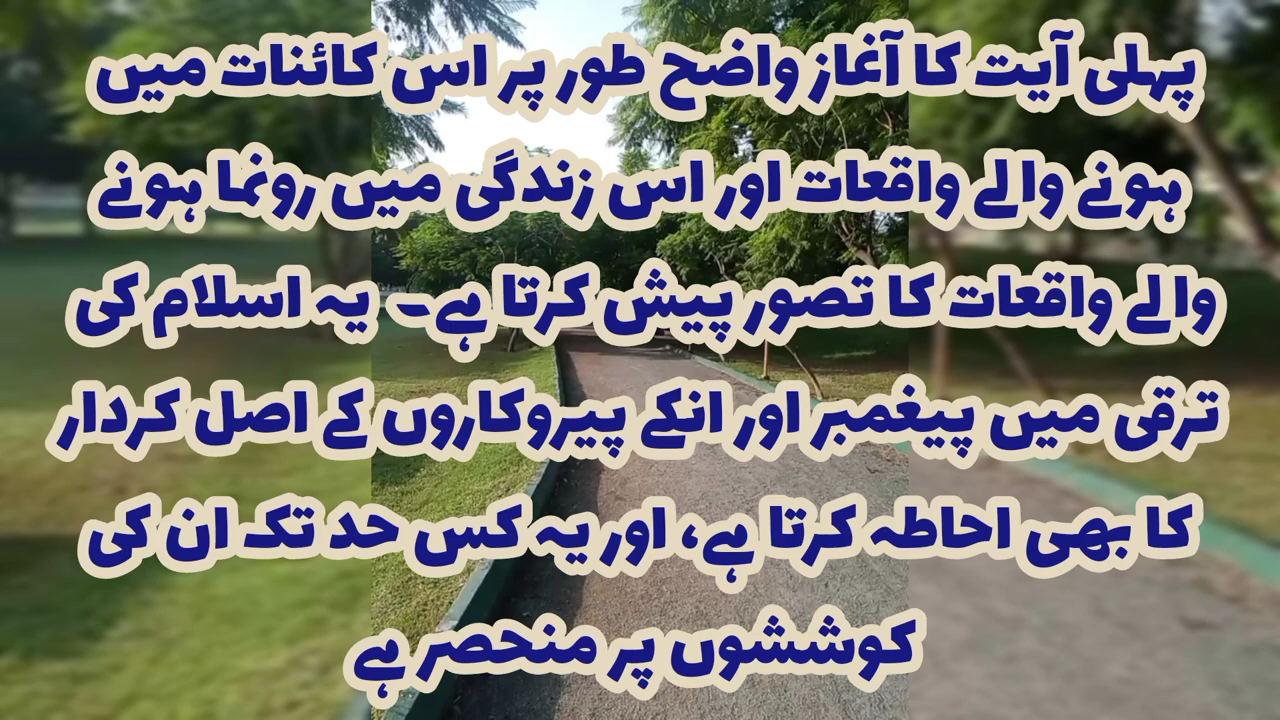 پہلی آیت کا آغاز واضح طور پر اس کائنات میں
ہونے والے واقعات اور اس زندگی میں رونما ہونے
والے واقعات کا تصور پیش کرتا ہے۔ یہ اسلام کی
ترقی میں پیغمبر اور انکے پیروکاروں کے اصل کردار
کا بھی احاطہ کرتا ہے، اور یہ کس حد تک ان کی
کوششوں پر منحصر ہے